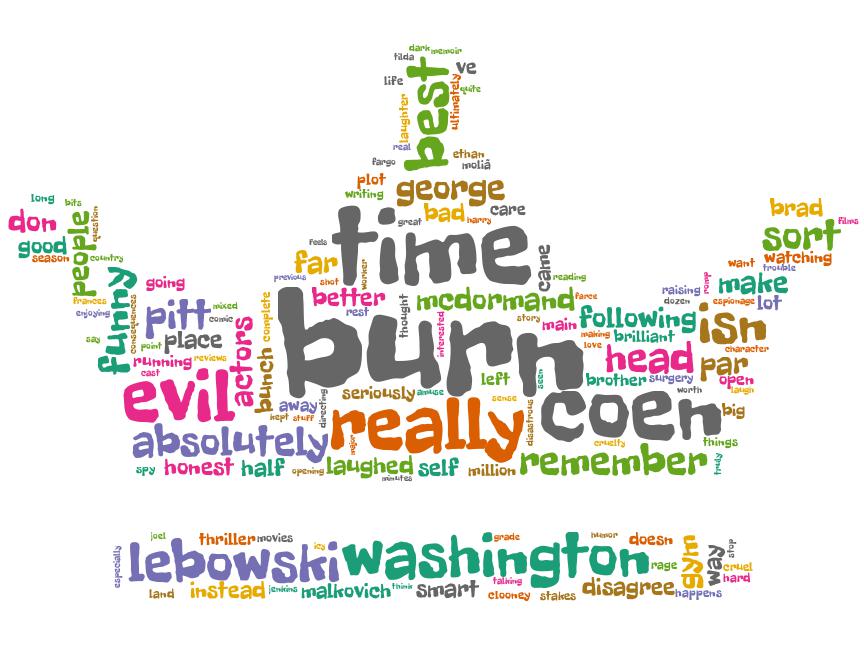 dark memoir
tilda
best
ve
life
quite
ultimately
laughter
real
ethan
fargo
moliâ
plot
writing
george
long
bits
don
people
question
good
season
country
bad
harry
care
great
brad
films
sort
watching
feels
time
far
worker
came
want
trouble
previous
shot
reading
funny
going
frances
enjoying
consequences
better
rest
mcdormand
farce
raising
romp
make
dozen
espionage
lot
pitt
mixed
comic
complete
thought
interested
story
main
following
isn
say
point
place
burn
making
brilliant
love
character
running
reviews
cast
actors
bunch
head
par
evil
left
seen
brother
surgery
open
worth
laugh
seriously
amuse
sense
away
directing
kept
stuff
really
disastrous
coen
big
absolutely
major
cruelty
things
spy
honest
half
opening
laughed
minutes
self
million
remember
truly
joel
thriller
movies
grade
humor
doesn
especially
lebowski
icy
washington
rage
gym
way
stop
cruel
hard
land
instead
jenkins
malkovich
think
smart
talking
clooney
stakes
disagree
happens